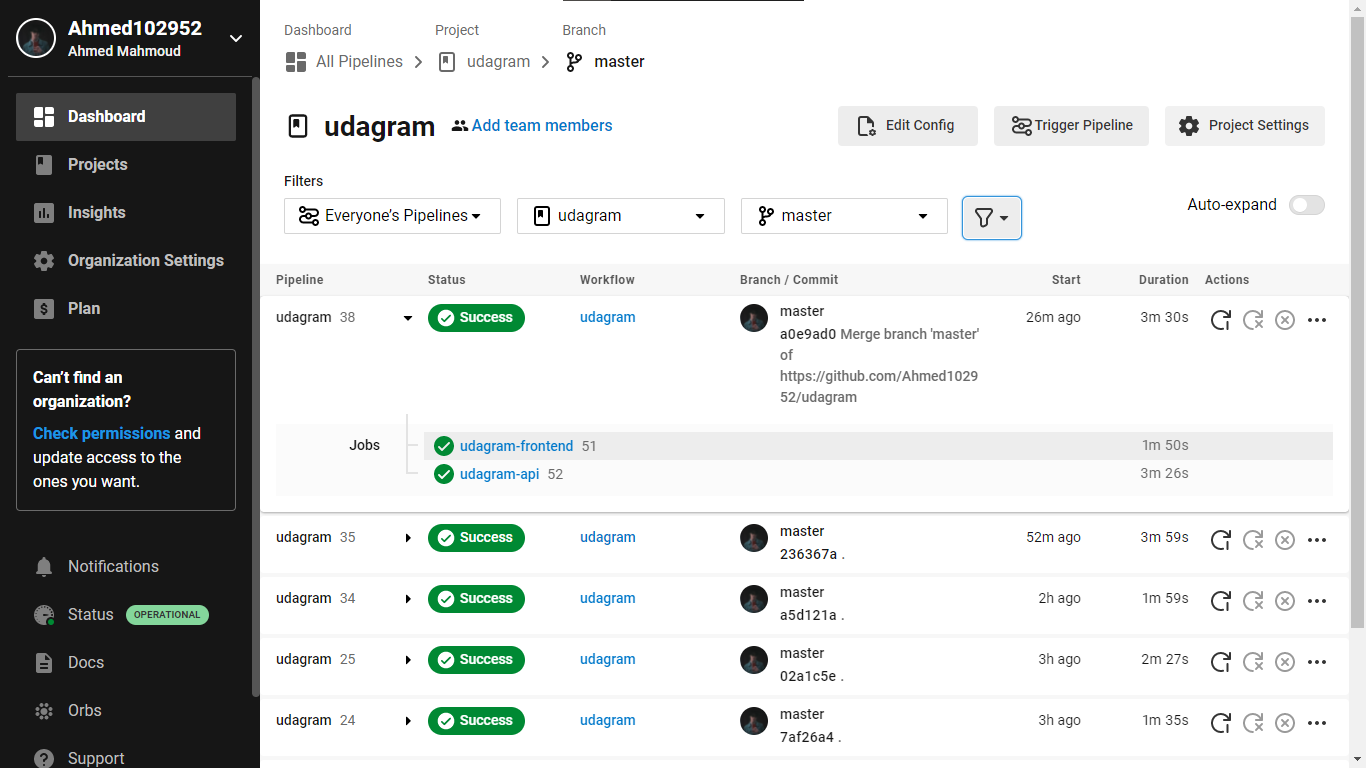 Ahmed102952
Ahmed Mahmoud
Dashboard
Projects
Insights
Organization Settings
Plan
Can't find an
organization?
Check permissions and
update access to the
ones you want.
Notifications
Status OPERATIONAL
Docs
Orbs
Support
Dashboard Project Branch
All Pipelines udagram master
udagram Add team members Edit Config Trigger Pipeline Project Settings
Filters
Everyone's Pipelines udagram master Auto-expand
Pipeline Status Workflow Branch / Commit Start Duration Actions
udagram 38 Success udagram master 26m ago 3m 30s
a0e9ad0 Merge branch 'master'
of
https://github.com/Ahmed1029
52/udagram
Jobs udagram-frontend 51 1m 50s
udagram-api 52 3m 26s
udagram 35 Success udagram master 52m ago 3m 59s
236367a .
udagram 34 Success udagram master 2h ago 1m 59s
a5d121a .
udagram 25 Success udagram master 3h ago 2m 27s
02a1c5e .
udagram 24 Success udagram master 3h ago 1m 35s
7af26a4 .